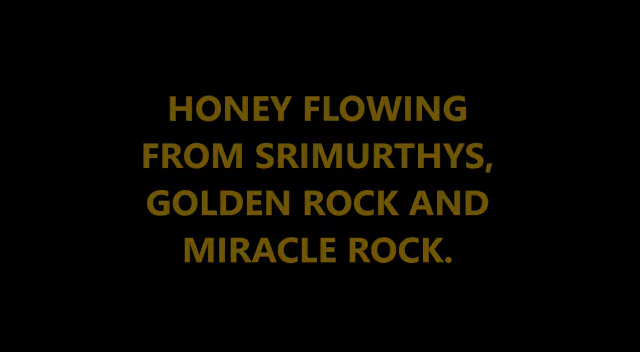 HONEY FLOWING
FROM SRIMURTHYS,
GOLDEN ROCK AND
MIRACLE ROCK.